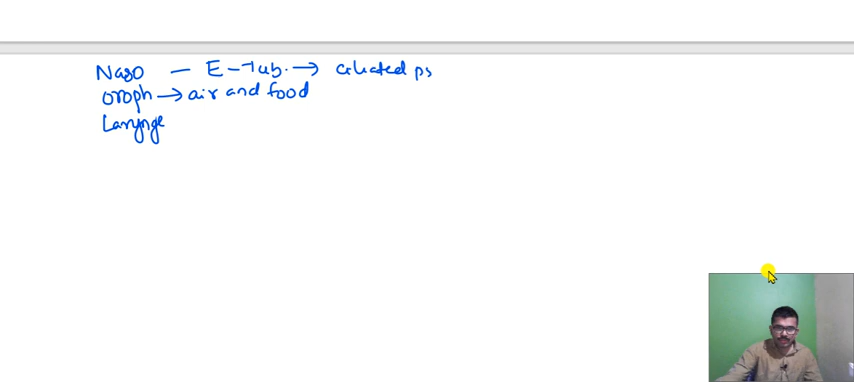 Naso — E-Tub. → ciliated ps
oroph → air and food
Larynge